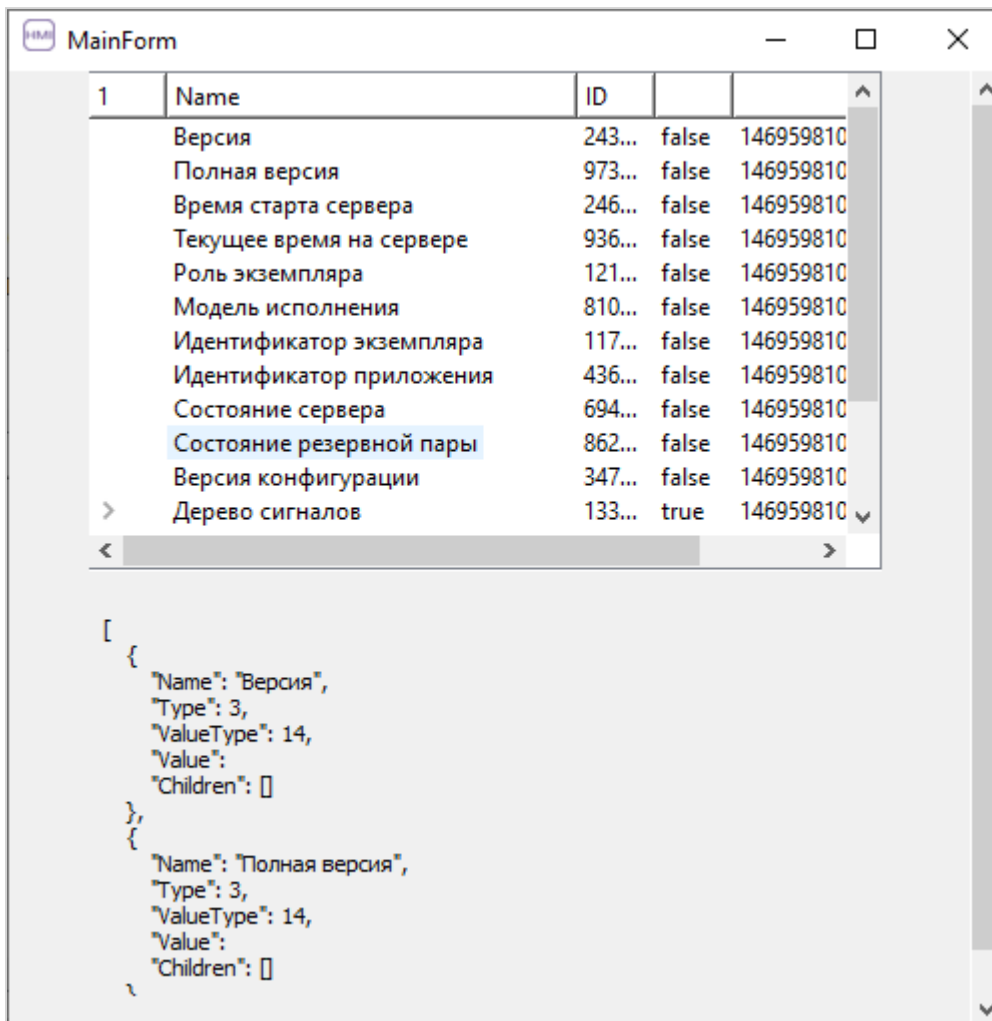 HMI MainForm
1 Name ID
Версия 243... false 146959810
Полная версия 973... false 146959810
Время старта сервера 246... false 146959810
Текущее время на сервере 936... false 146959810
Роль экземпляра 121... false 146959810
Модель исполнения 810... false 146959810
Идентификатор экземпляра 117... false 146959810
Идентификатор приложения 436... false 146959810
Состояние сервера 694... false 146959810
Состояние резервной пары 862... false 146959810
Версия конфигурации 347... false 146959810
Дерево сигналов 133... true 146959810
[
{
"Name": "Версия",
"Type": 3,
"ValueType": 14,
"Value":
"Children": []
},
{
"Name": "Полная версия",
"Type": 3,
"ValueType": 14,
"Value":
"Children": []
}